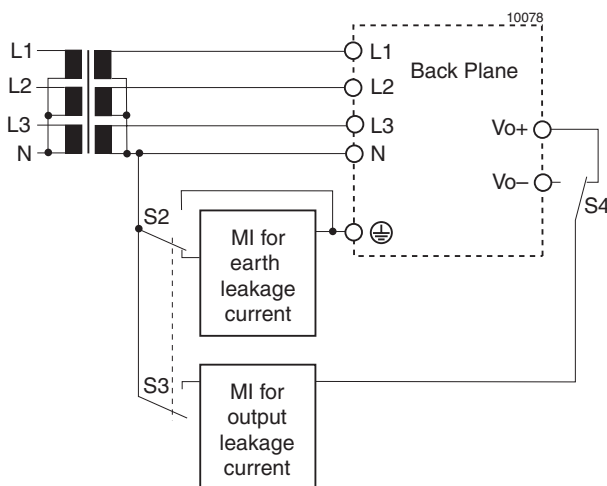 10078
L1
L1
Back Plane
L2
L2
L3
L3
Vo+
N
N
Vo–
S4
S2
MI for
earth
leakage
current
S3
MI for
output
leakage
current